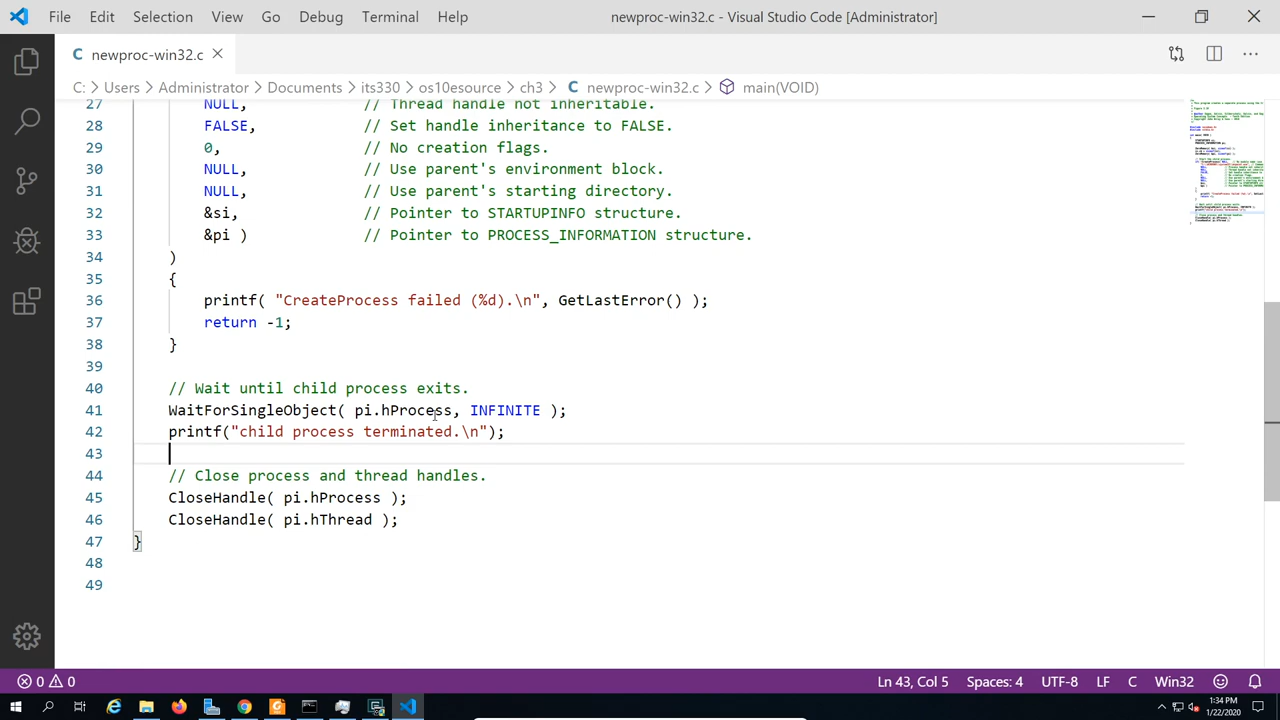 File Edit Selection View Go Debug Terminal Help newproc-win32.c - Visual Studio Code [Administrator]
C newproc-win32.c
C: > Users > Administrator > Documents > its330 > os10esource > ch3 > C newproc-win32.c > main(VOID)
27 NULL, // Thread handle not inheritable.
28 FALSE, // Set handle inheritance to FALSE.
29 0, // No creation flags.
30 NULL, // Use parent's environment block.
31 NULL, // Use parent's starting directory.
32 &si, // Pointer to STARTUPINFO structure.
33 &pi ) // Pointer to PROCESS_INFORMATION structure.
34 )
35 {
36 printf( "CreateProcess failed (%d).\n", GetLastError() );
37 return -1;
38 }
39
40 // Wait until child process exits.
41 WaitForSingleObject( pi.hProcess, INFINITE );
42 printf("child process terminated.\n");
43
44 // Close process and thread handles.
45 CloseHandle( pi.hProcess );
46 CloseHandle( pi.hThread );
47 }
48
49
0 0 Ln 43, Col 5 Spaces: 4 UTF-8 LF C Win32
1:34 PM
1/22/2020